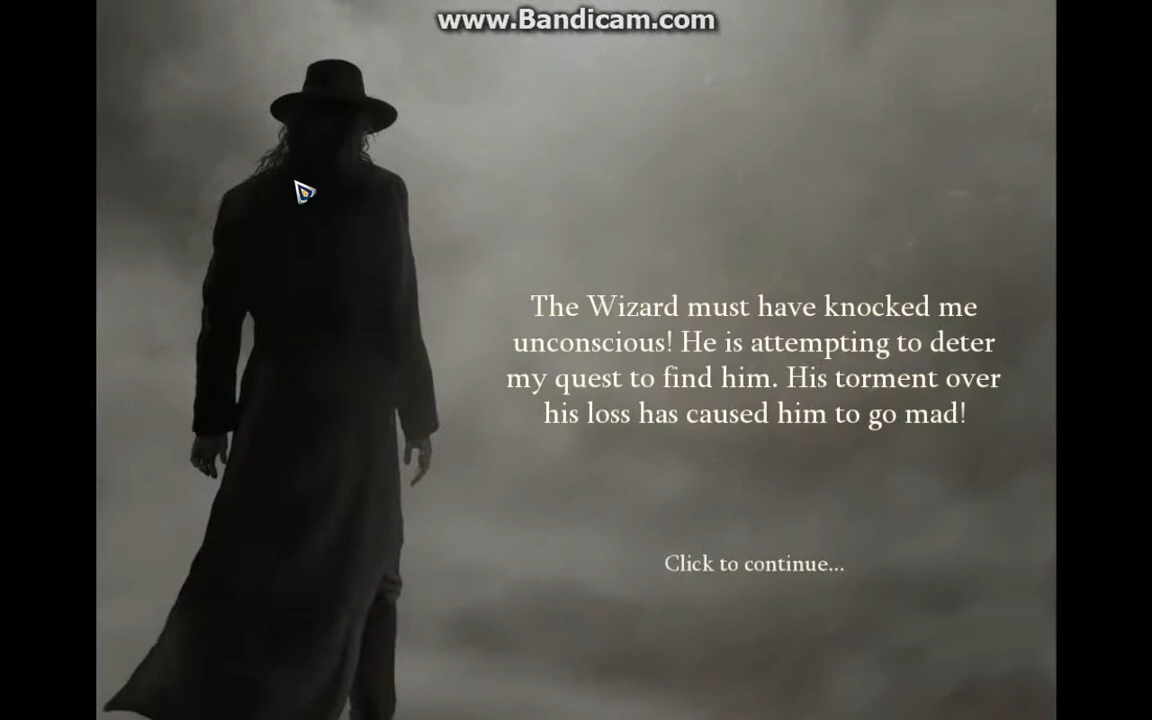 www.Bandicam.com
The Wizard must have knocked me
unconscious! He is attempting to deter
my quest to find him. His torment over
his loss has caused him to go mad!
Click to continue...